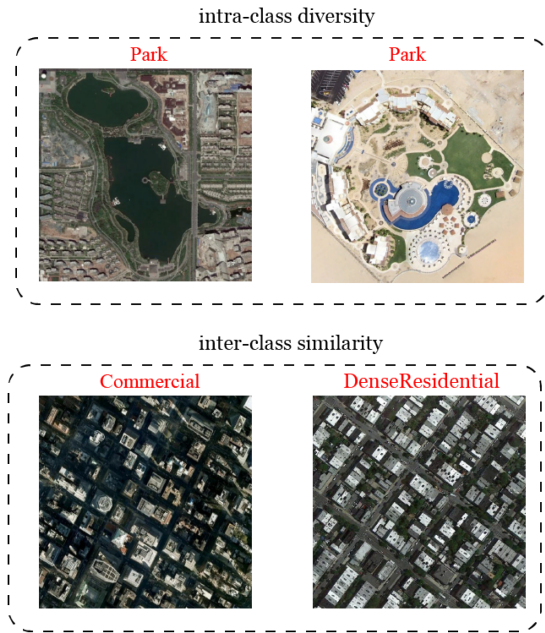 intra-class diversity
Park
Park
inter-class similarity
Commercial
DenseResidential